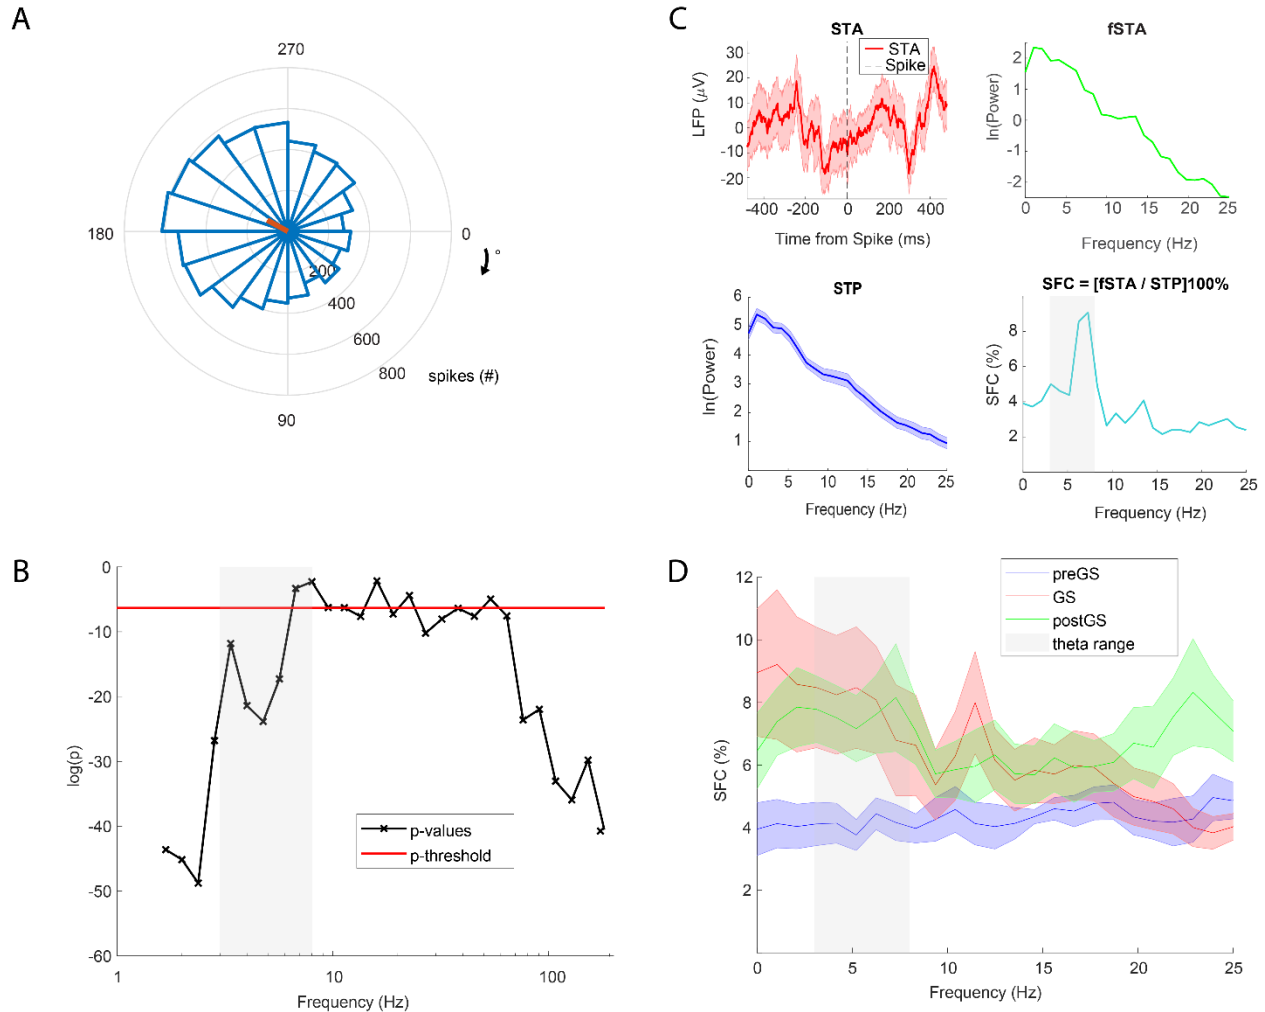 A
270
180
0
°
200
400
600
800
spikes (#)
90
C
STA
STA
Spike
30
20
10
0
-10
-20
LFP (µV)
-400
-200
0
200
400
Time from Spike (ms)
fSTA
2
1
0
-1
-2
ln(Power)
0
5
10
15
20
25
Frequency (Hz)
STP
6
5
4
3
2
1
ln(Power)
0
5
10
15
20
25
Frequency (Hz)
SFC = [fSTA / STP]100%
8
6
4
2
SFC (%)
0
5
10
15
20
25
Frequency (Hz)
B
0
-10
-20
-30
-40
-50
-60
log(p)
p-values
p-threshold
1
10
100
Frequency (Hz)
D
preGS
GS
postGS
theta range
12
10
8
6
4
2
SFC (%)
0
5
10
15
20
25
Frequency (Hz)